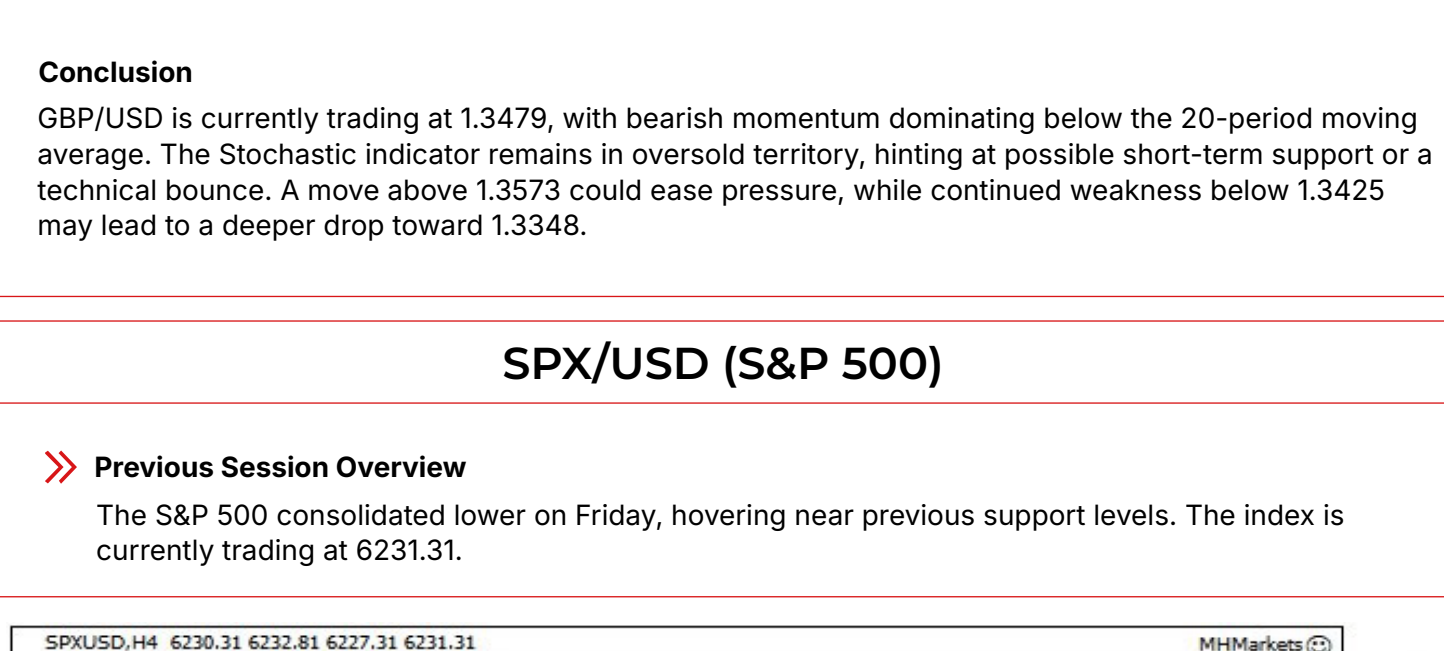 Conclusion
GBP/USD is currently trading at 1.3479, with bearish momentum dominating below the 20-period moving
average. The Stochastic indicator remains in oversold territory, hinting at possible short-term support or a
technical bounce. A move above 1.3573 could ease pressure, while continued weakness below 1.3425
may lead to a deeper drop toward 1.3348.
SPX/USD (S&P 500)
Previous Session Overview
The S&P 500 consolidated lower on Friday, hovering near previous support levels. The index is
currently trading at 6231.31.
SPXUSD,H4 6230.31 6232.81 6227.31 6231.31 MHMarkets